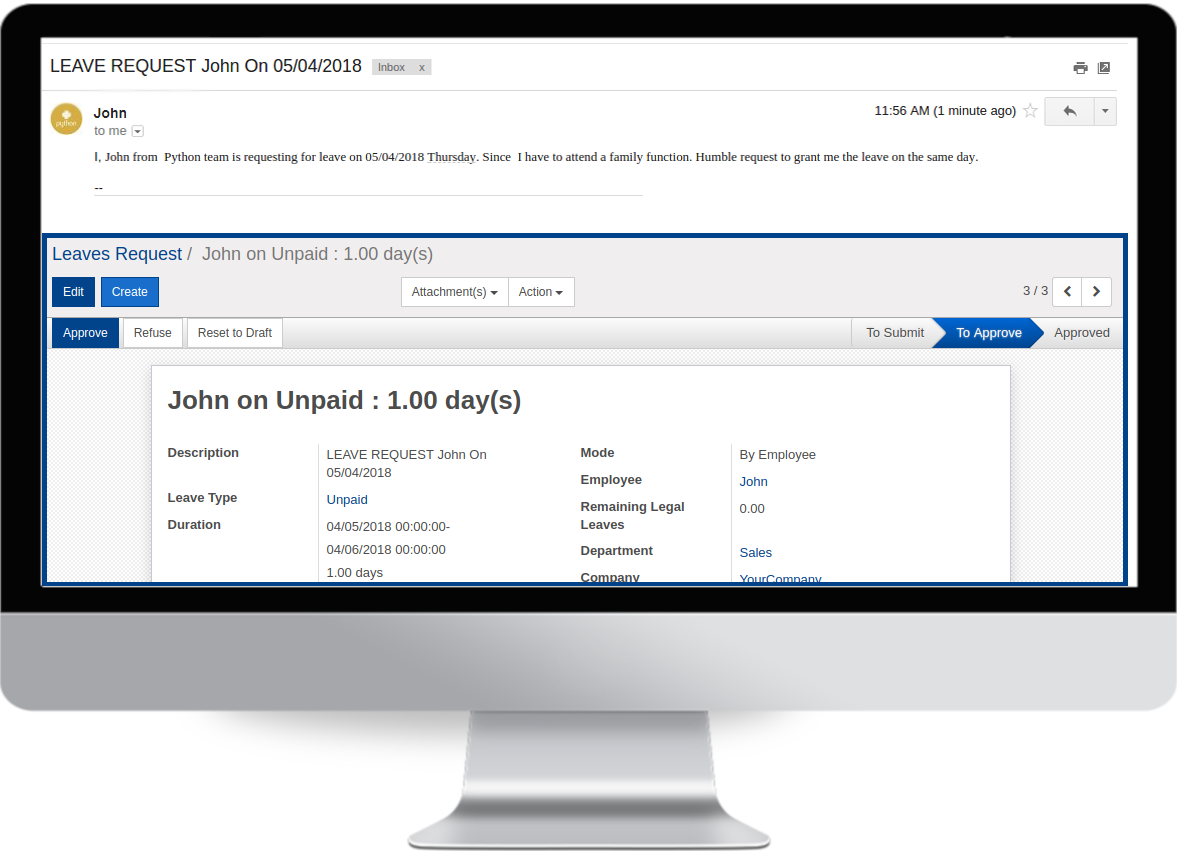 LEAVE REQUEST John On 05/04/2018 Inbox x
python
John
11:56 AM (1 minute ago)
to me
I, John from Python team is requesting for leave on 05/04/2018 Thursday. Since I have to attend a family function. Humble request to grant me the leave on the same day.
--
Leaves Request / John on Unpaid : 1.00 day(s)
Edit Create Attachment(s) Action 3 / 3
Approve Refuse Reset to Draft To Submit To Approve Approved
John on Unpaid : 1.00 day(s)
Description LEAVE REQUEST John On
05/04/2018
Leave Type Unpaid
Duration 04/05/2018 00:00:00-
04/06/2018 00:00:00
1.00 days
Mode By Employee
Employee John
Remaining Legal 0.00
Leaves
Department Sales
Company YourCompany